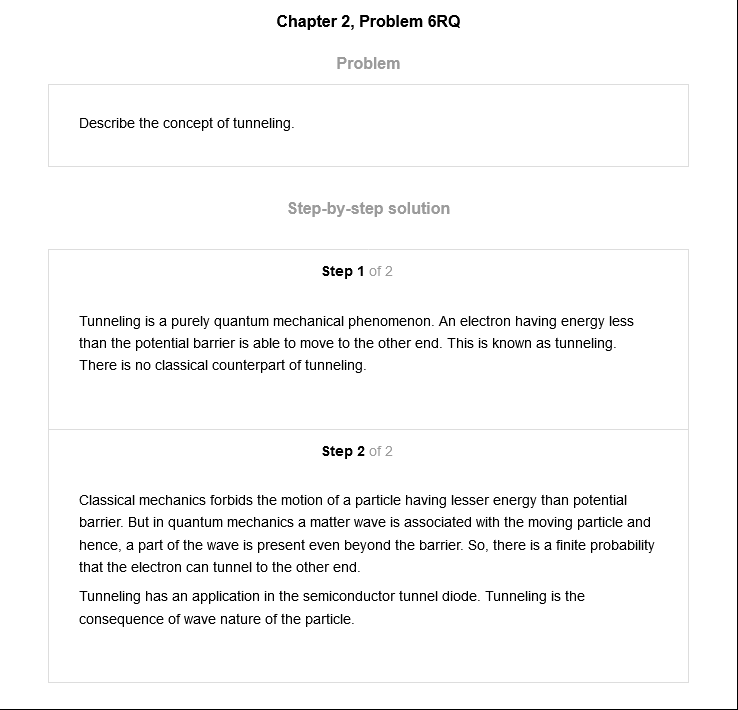 Chapter 2, Problem 6RQ
Problem
Describe the concept of tunneling.
Step-by-step solution
Step 1 of 2
Tunneling is a purely quantum mechanical phenomenon. An electron having energy less
than the potential barrier is able to move to the other end. This is known as tunneling.
There is no classical counterpart of tunneling.
Step 2 of 2
Classical mechanics forbids the motion of a particle having lesser energy than potential
barrier. But in quantum mechanics a matter wave is associated with the moving particle and
hence, a part of the wave is present even beyond the barrier. So, there is a finite probability
that the electron can tunnel to the other end.
Tunneling has an application in the semiconductor tunnel diode. Tunneling is the
consequence of wave nature of the particle.